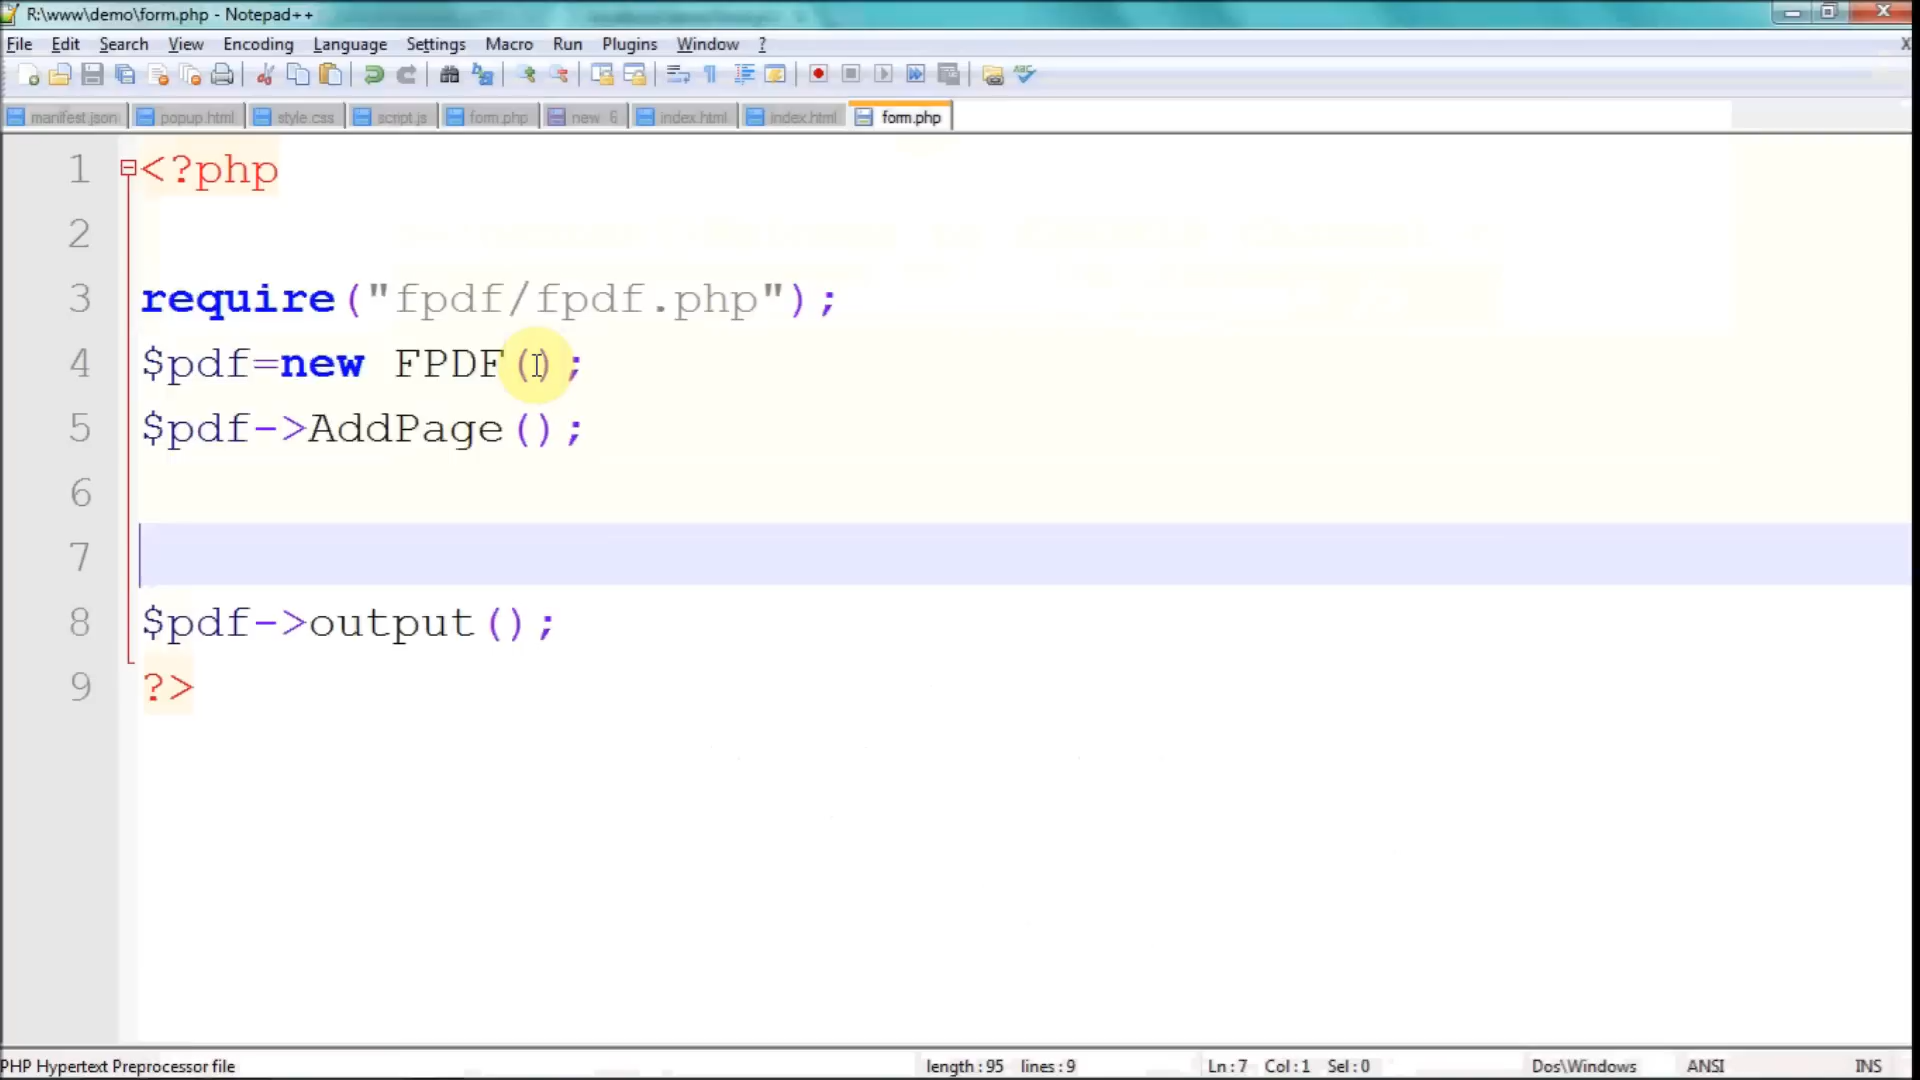 R:\www\demo\form.php - Notepad++
File Edit Search View Encoding Language Settings Macro Run Plugins Window ? X
manifest.json popup.html style.css script.js form.php new 6 index.html index.html form.php
1 <?php
2
3 require("fpdf/fpdf.php");
4 $pdf=new FPDF();
5 $pdf->AddPage();
6
7
8 $pdf->output();
9 ?>
PHP Hypertext Preprocessor file length:95 lines:9 Ln:7 Col:1 Sel:0 Dos\Windows ANSI INS